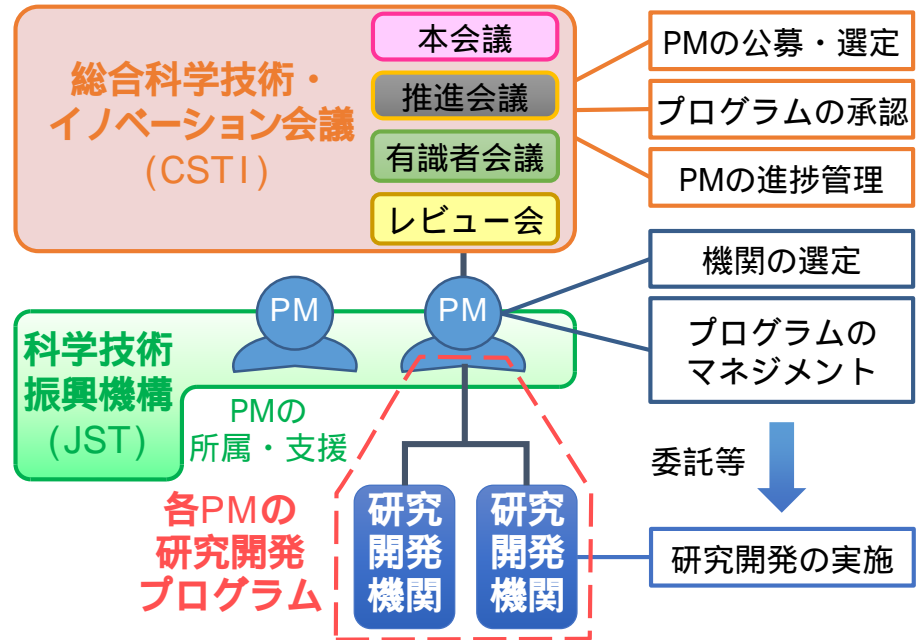 総合科学技術・
イノベーション会議
(CSTI)
本会議
推進会議
有識者会議
レビュー会
PMの公募・選定
プログラムの承認
PMの進捗管理
機関の選定
プログラムの
マネジメント
PM
PM
科学技術
振興機構
(JST)
PMの
所属・支援
委託等
各PMの
研究開発
プログラム
研究
開発
機関
研究
開発
機関
研究開発の実施